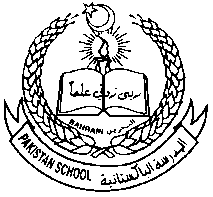 ربي زدني علماً
BAHRAIN البحرين
PAKISTAN SCHOOL المدرسة الباكستانية